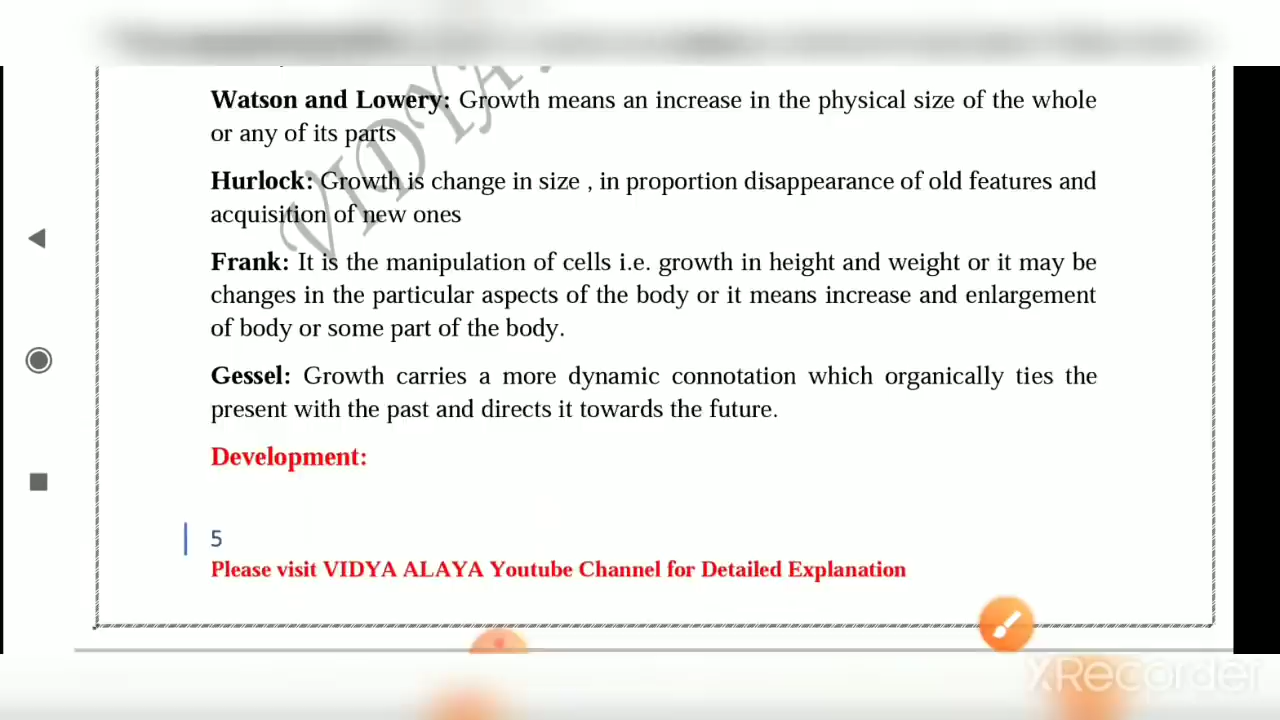 Watson and Lowery: Growth means an increase in the physical size of the whole
or any of its parts
Hurlock: Growth is change in size , in proportion disappearance of old features and
acquisition of new ones
Frank: It is the manipulation of cells i.e. growth in height and weight or it may be
changes in the particular aspects of the body or it means increase and enlargement
of body or some part of the body.
Gessel: Growth carries a more dynamic connotation which organically ties the
present with the past and directs it towards the future.
Development:
5
Please visit VIDYA ALAYA Youtube Channel for Detailed Explanation
VIDYA
XRecorder